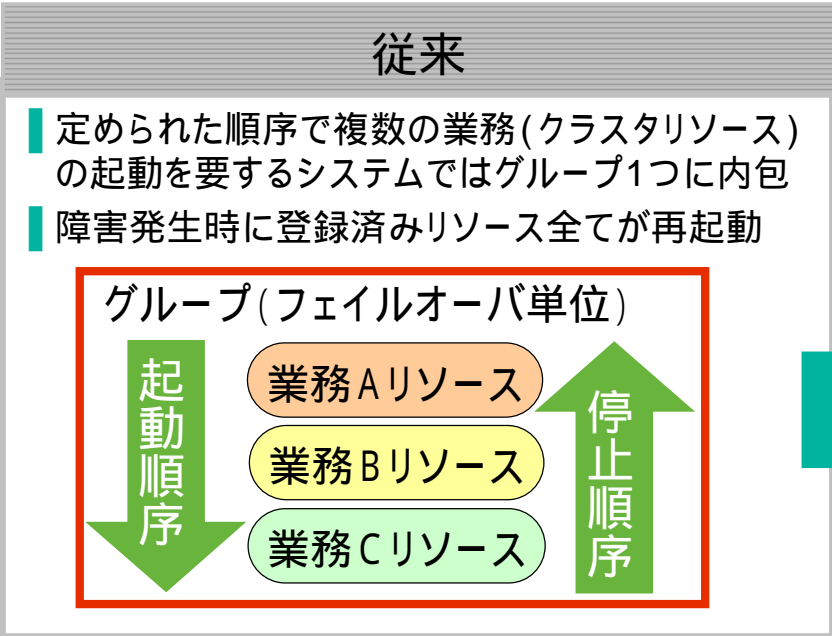 従来
定められた順序で複数の業務(クラスタリソース)
の起動を要するシステムではグループ1つに内包
障害発生時に登録済みリソース全てが再起動
グループ(フェイルオーバ単位)
起動順序
業務Aリソース
業務Bリソース
業務Cリソース
停止順序